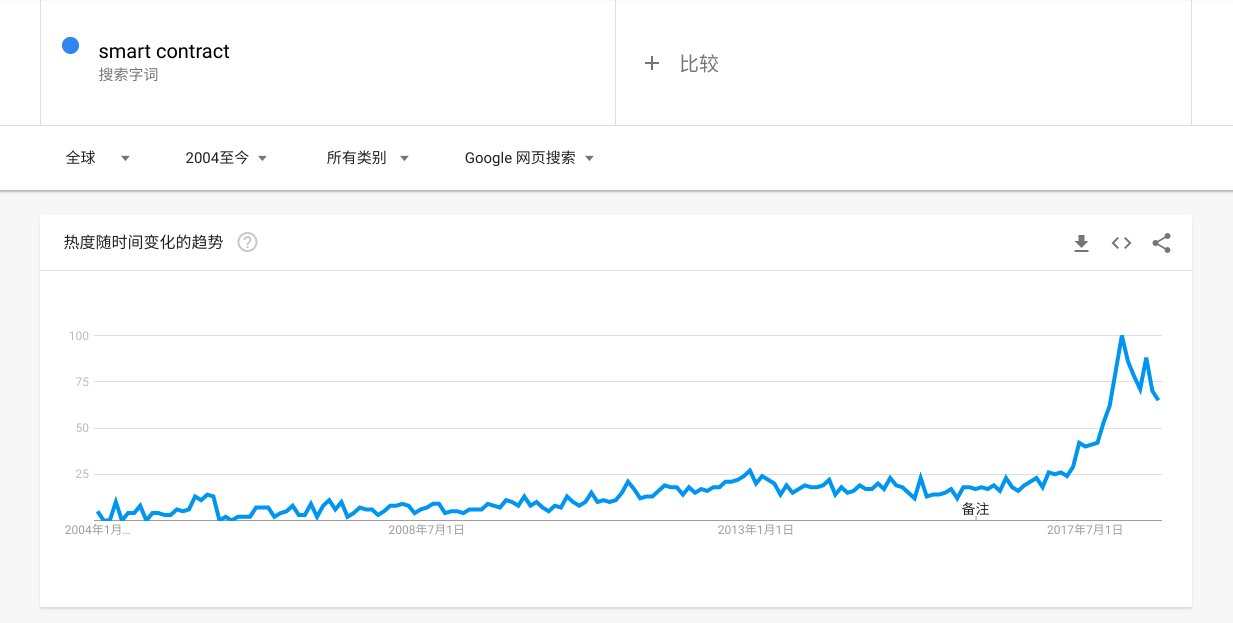 smart contract
搜索字词
+ 比较
全球 2004至今 所有类别 Google 网页搜索
热度随时间变化的趋势 ?
100
75
50
25
备注
2004年1月… 2008年7月1日 2013年1月1日 2017年7月1日